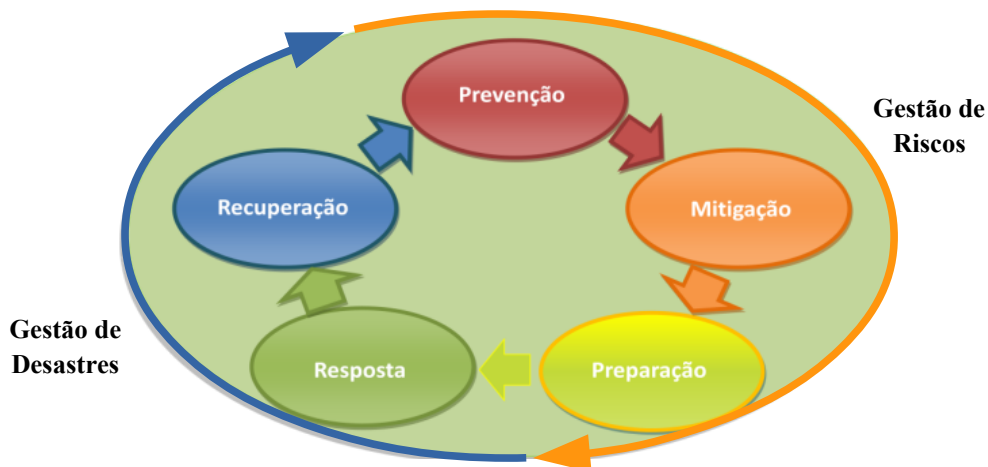 Prevenção
Gestão de
Riscos
Mitigação
Preparação
Resposta
Gestão de
Desastres
Recuperação